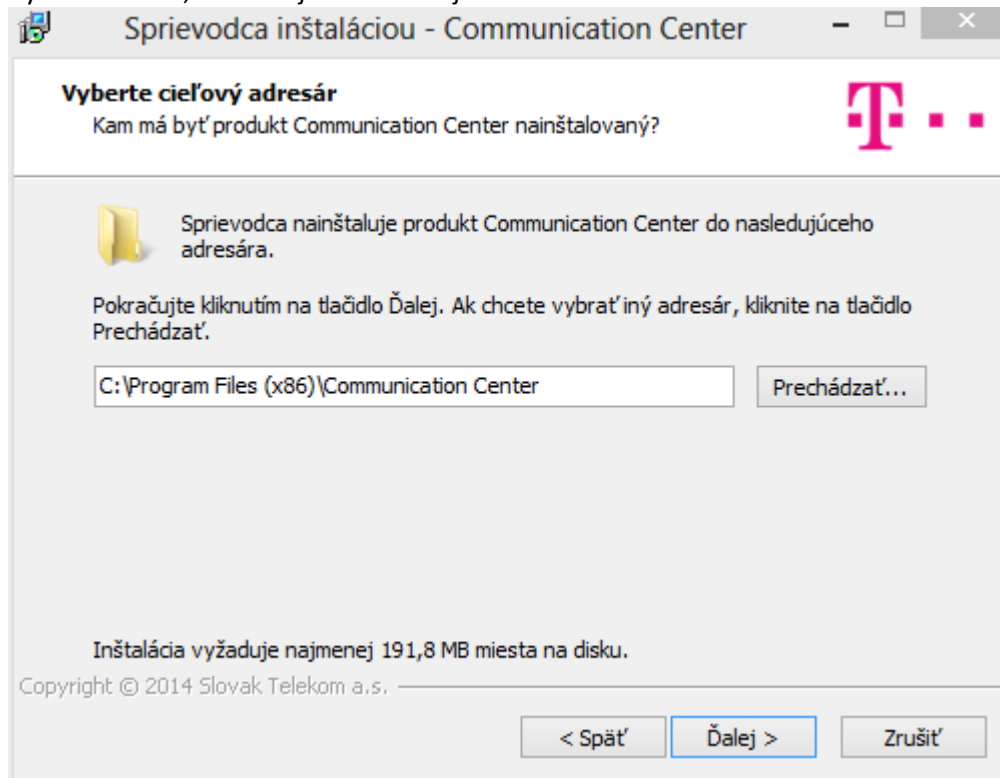 Sprievodca inštaláciou - Communication Center
Vyberte cieľový adresár
Kam má byť produkt Communication Center nainštalovaný?
T
Sprievodca nainštaluje produkt Communication Center do nasledujúceho
adresára.
Pokračujte kliknutím na tlačidlo Ďalej. Ak chcete vybrať iný adresár, kliknite na tlačidlo
Prechádzať.
C:\Program Files (x86)\Communication Center
Prechádzať...
Inštalácia vyžaduje najmenej 191,8 MB miesta na disku.
Copyright © 2014 Slovak Telekom a.s.
< Späť
Ďalej >
Zrušiť